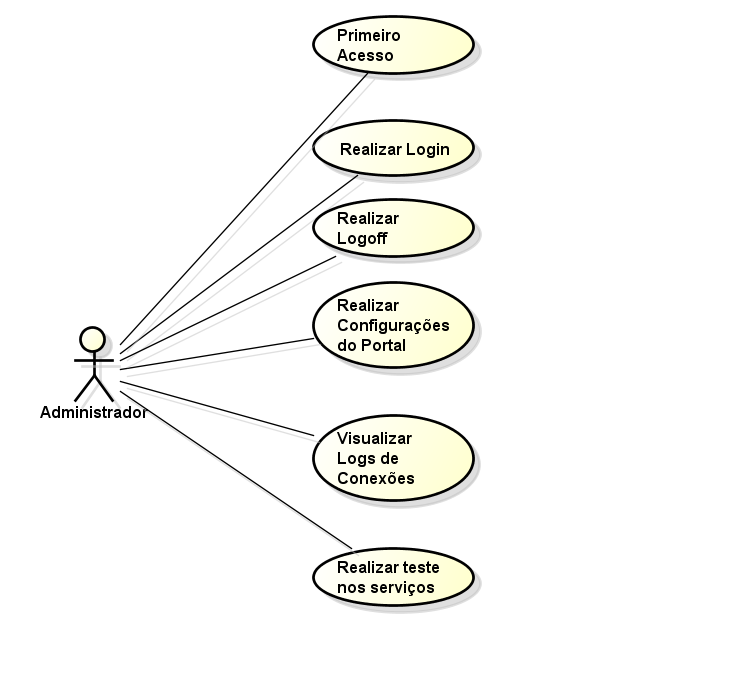 Primeiro
Acesso
Realizar Login
Realizar
Logoff
Realizar
Configurações
do Portal
Administrador
Visualizar
Logs de
Conexões
Realizar teste
nos serviços